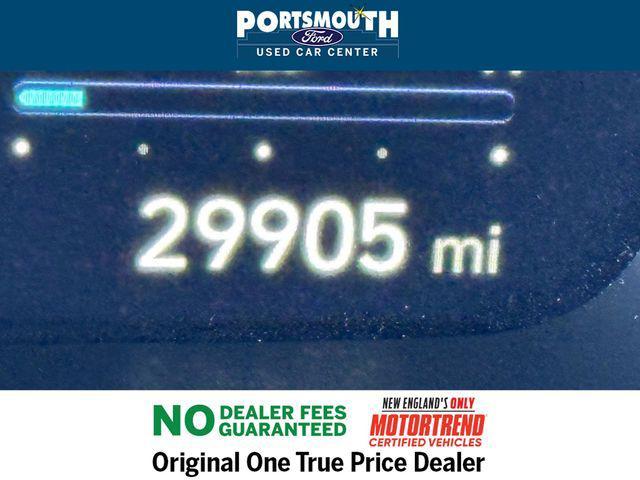 PORTSMOUTH
Ford
USED CAR CENTER
29905 mi
NO DEALER FEES
GUARANTEED
NEW ENGLAND'S ONLY
MOTORTREND
CERTIFIED VEHICLES
Original One True Price Dealer